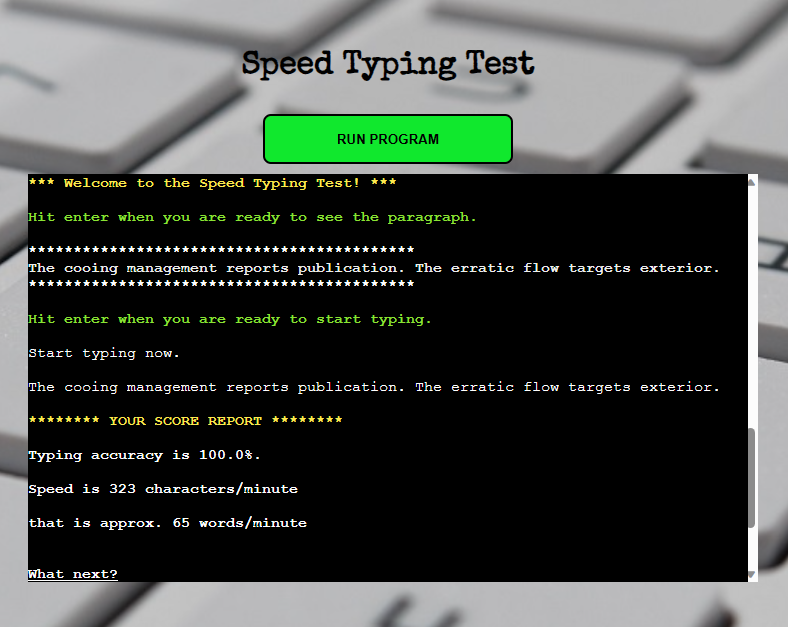 Speed Typing Test
RUN PROGRAM
*** Welcome to the Speed Typing Test! ***
Hit enter when you are ready to see the paragraph.
*******************************************
The cooing management reports publication. The erratic flow targets exterior.
*******************************************
Hit enter when you are ready to start typing.
Start typing now.
The cooing management reports publication. The erratic flow targets exterior.
******** YOUR SCORE REPORT ********
Typing accuracy is 100.0%.
Speed is 323 characters/minute
that is approx. 65 words/minute
What next?